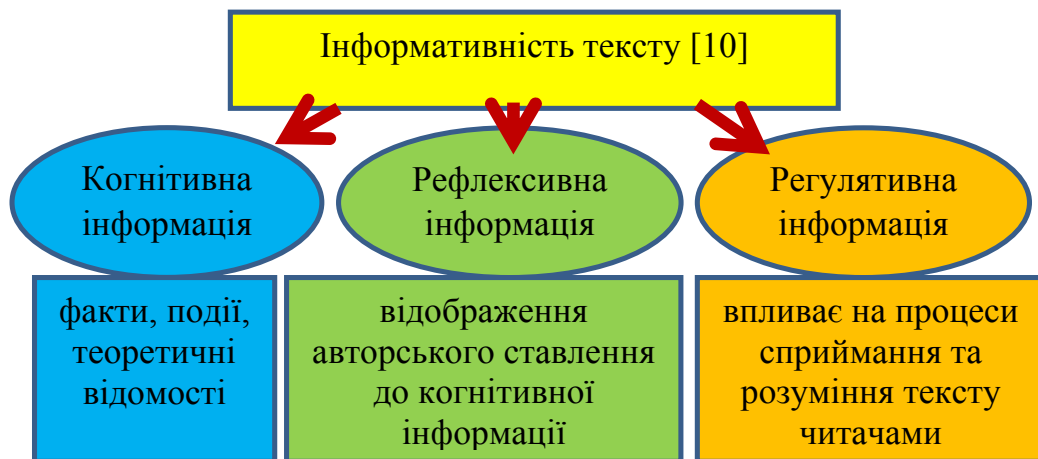 Інформативність тексту [10]
Когнітивна
інформація
Рефлексивна
інформація
Регулятивна
інформація
факти, події,
теоретичні
відомості
відображення
авторського ставлення
до когнітивної
інформації
впливає на процеси
сприймання та
розуміння тексту
читачами